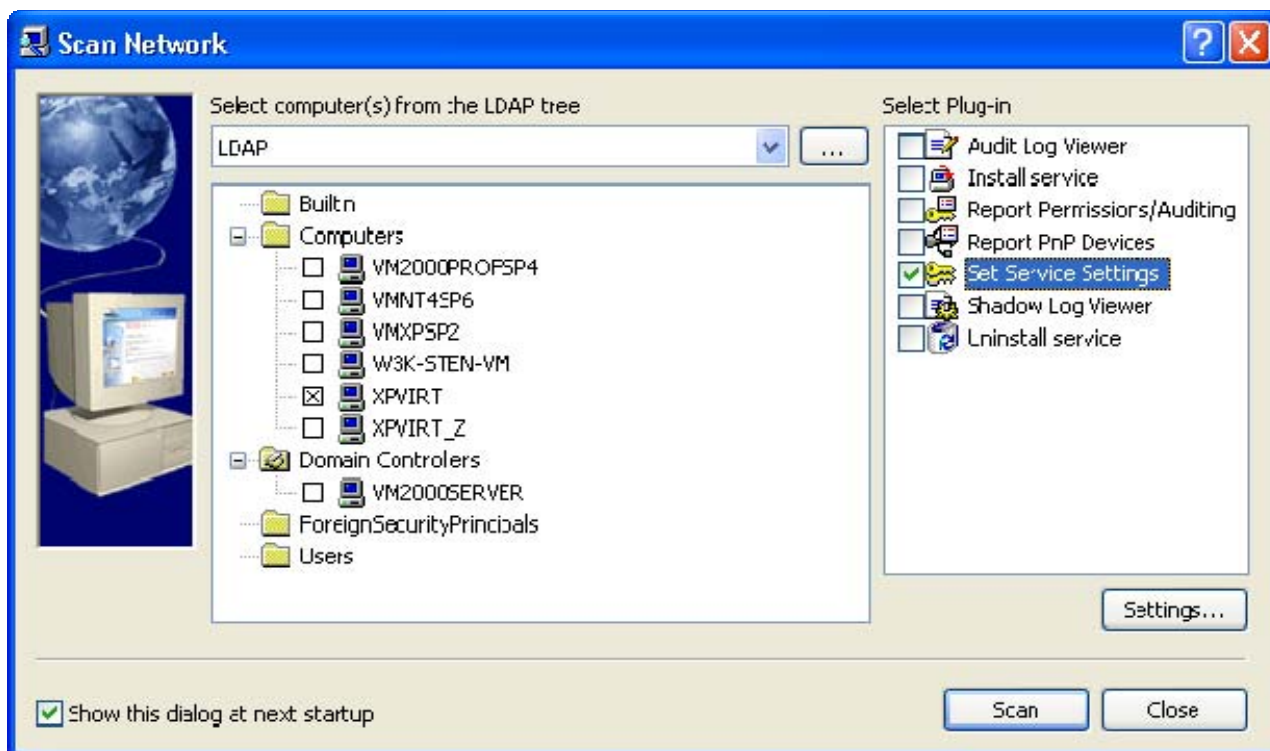 Scan Network
Select computer(s) from the LDAP tree
LDAP
...
Builtin
Computers
VM2000PROFSP4
VMNT4SP6
VMXPSP2
W3K-STEN-VM
XPVIRT
XPVIRT_Z
Domain Controllers
VM2000SERVER
ForeignSecurityPrincipals
Users
Select Plug-in
Audit Log Viewer
Install service
Report Permissions/Auditing
Report PnP Devices
Set Service Settings
Shadow Log Viewer
Uninstall service
Settings...
Show this dialog at next startup
Scan
Close